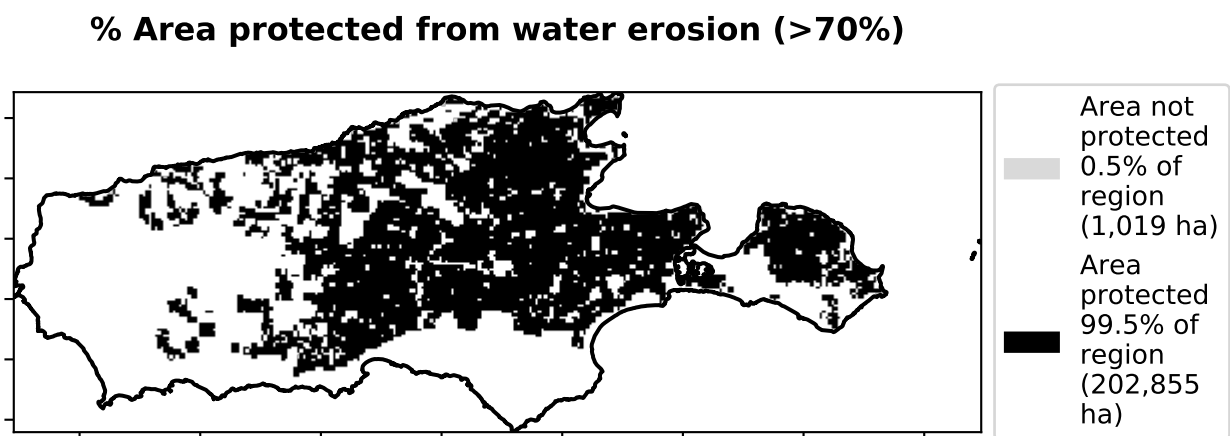 % Area protected from water erosion (>70%)
Area not
protected
0.5% of
region
(1,019 ha)
Area
protected
99.5% of
region
(202,855
ha)